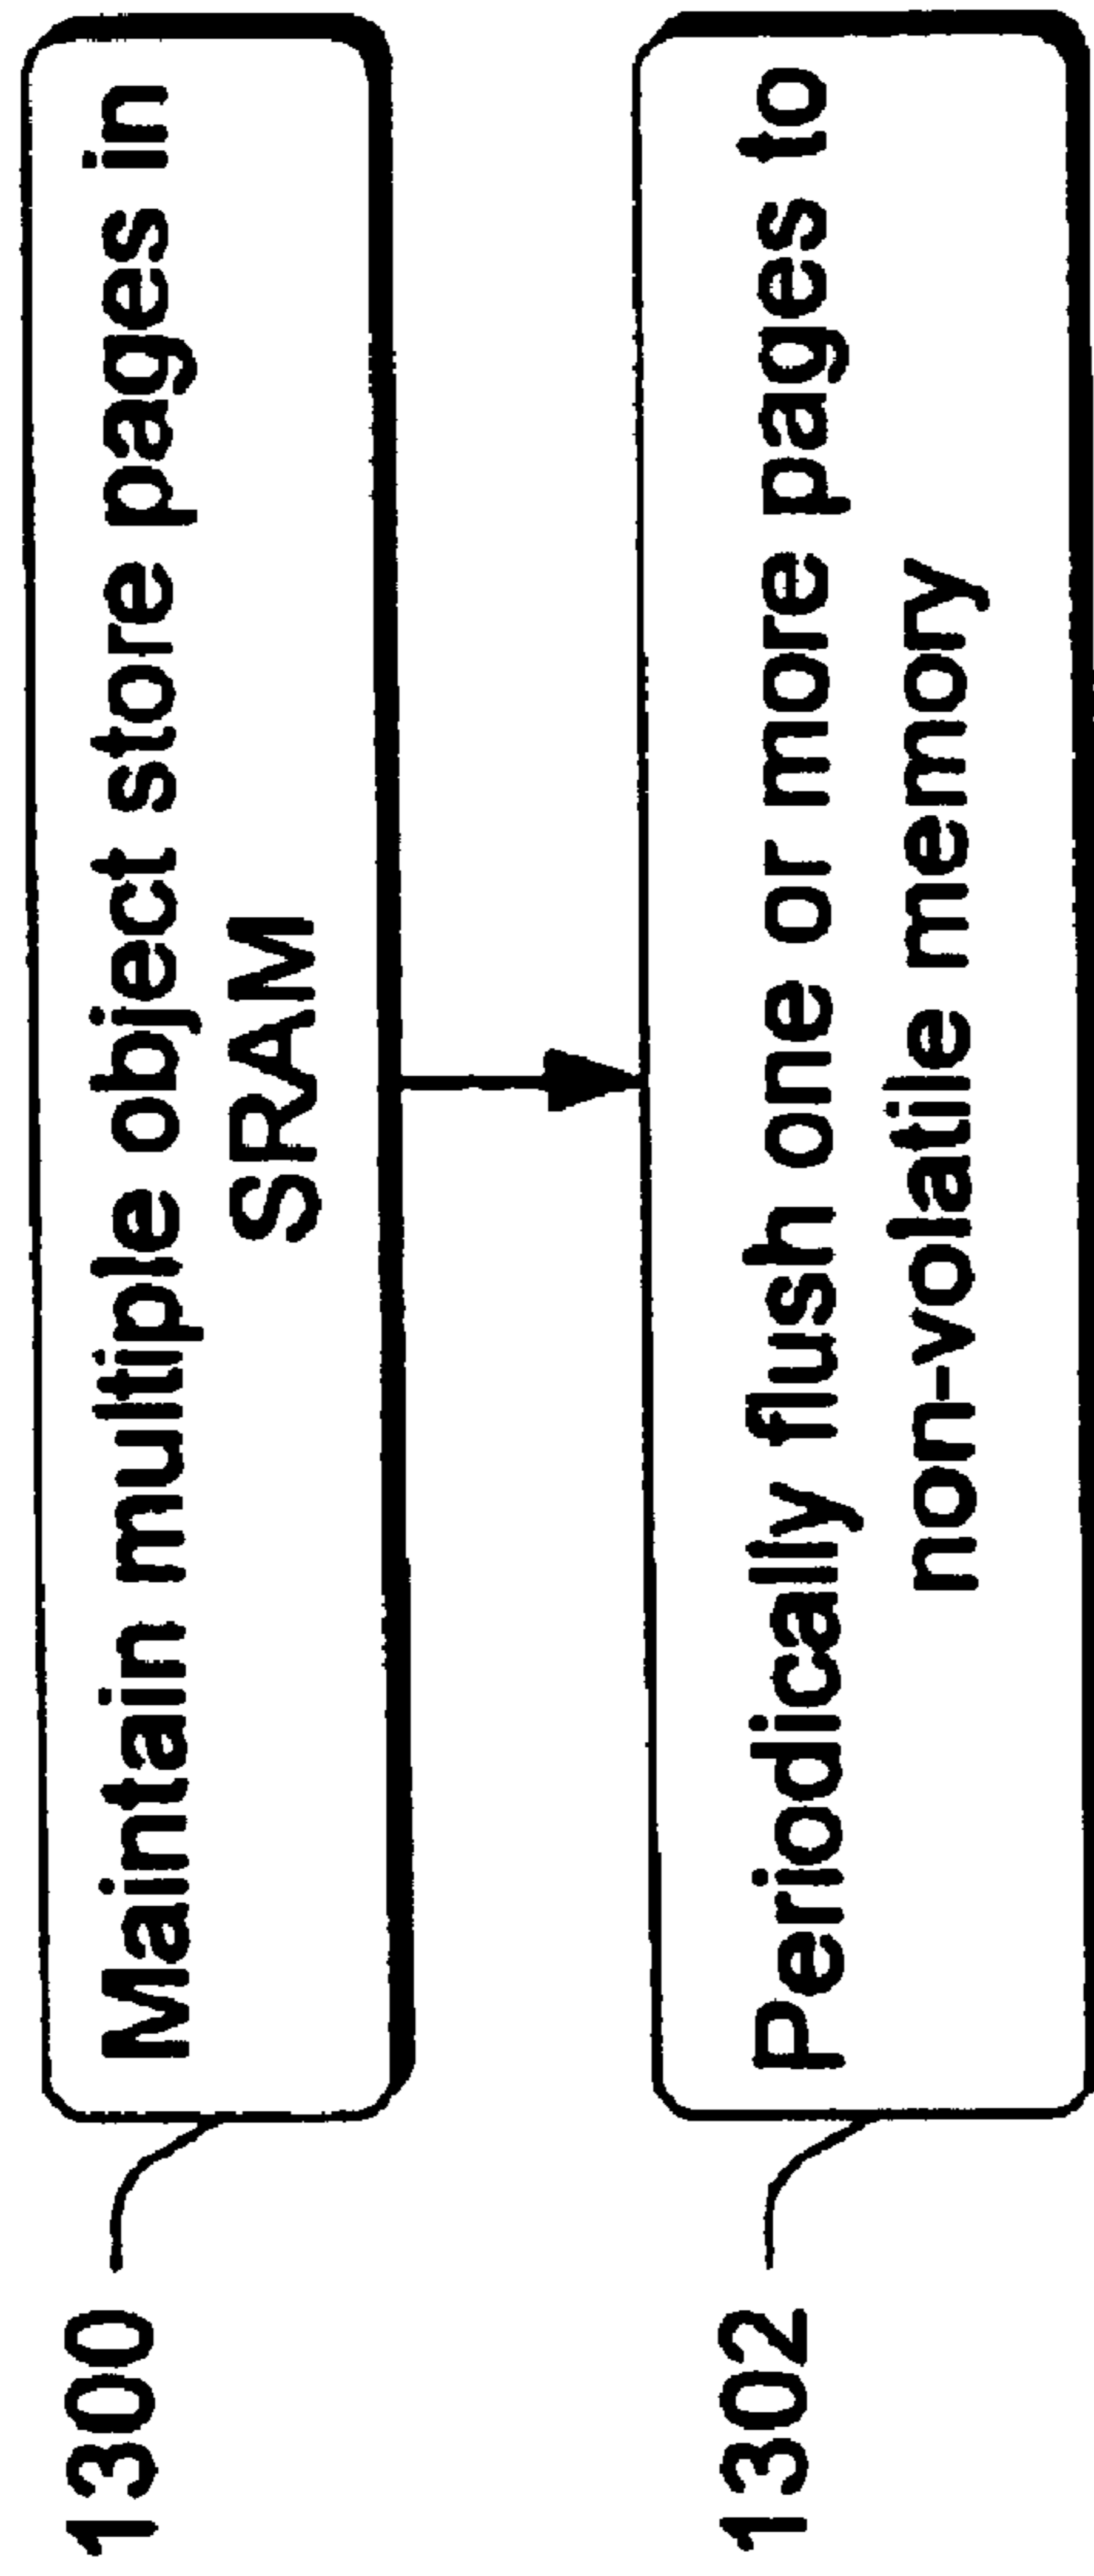 1300
Maintain multiple object store pages in
SRAM
1302
Periodically flush one or more pages to
non-volatile memory